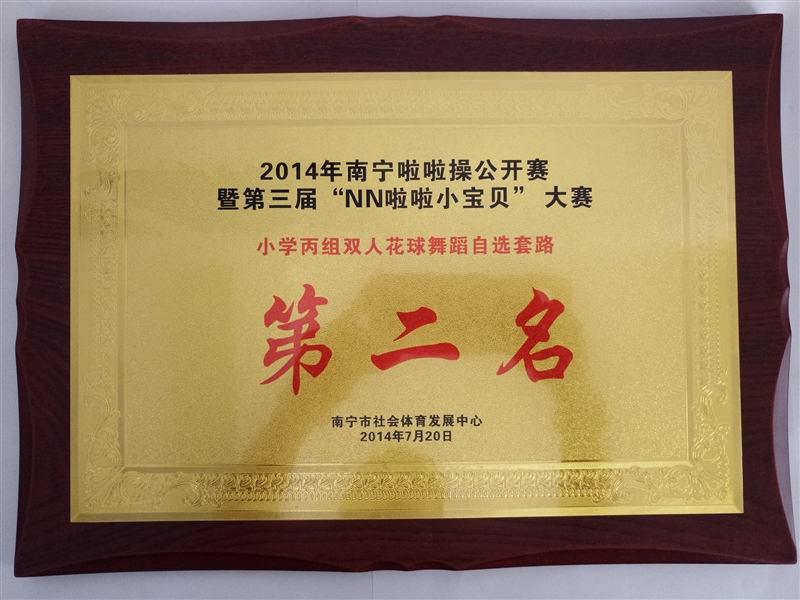 2014年南宁啦啦操公开赛
暨第三届“NN啦啦小宝贝” 大赛
小学丙组双人花球舞蹈自选套路
第二名
南宁市社会体育发展中心
2014年7月20日